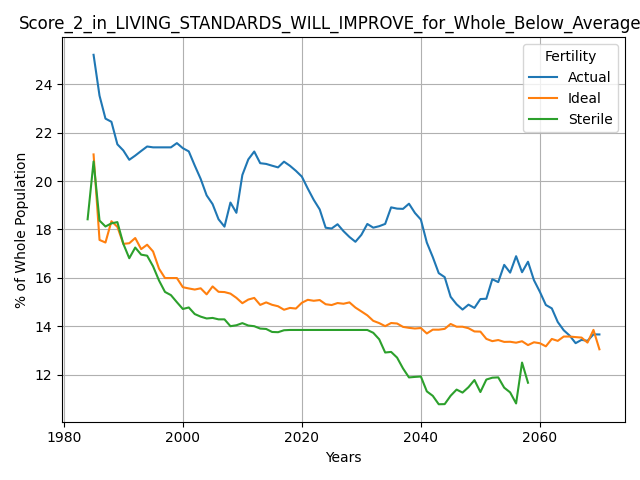 Score_2_in_LIVING_STANDARDS_WILL_IMPROVE_for_Whole_Below_Average
Fertility
Actual
Ideal
Sterile
% of Whole Population
24
22
20
18
16
14
12
1980
2000
2020
2040
2060
Years